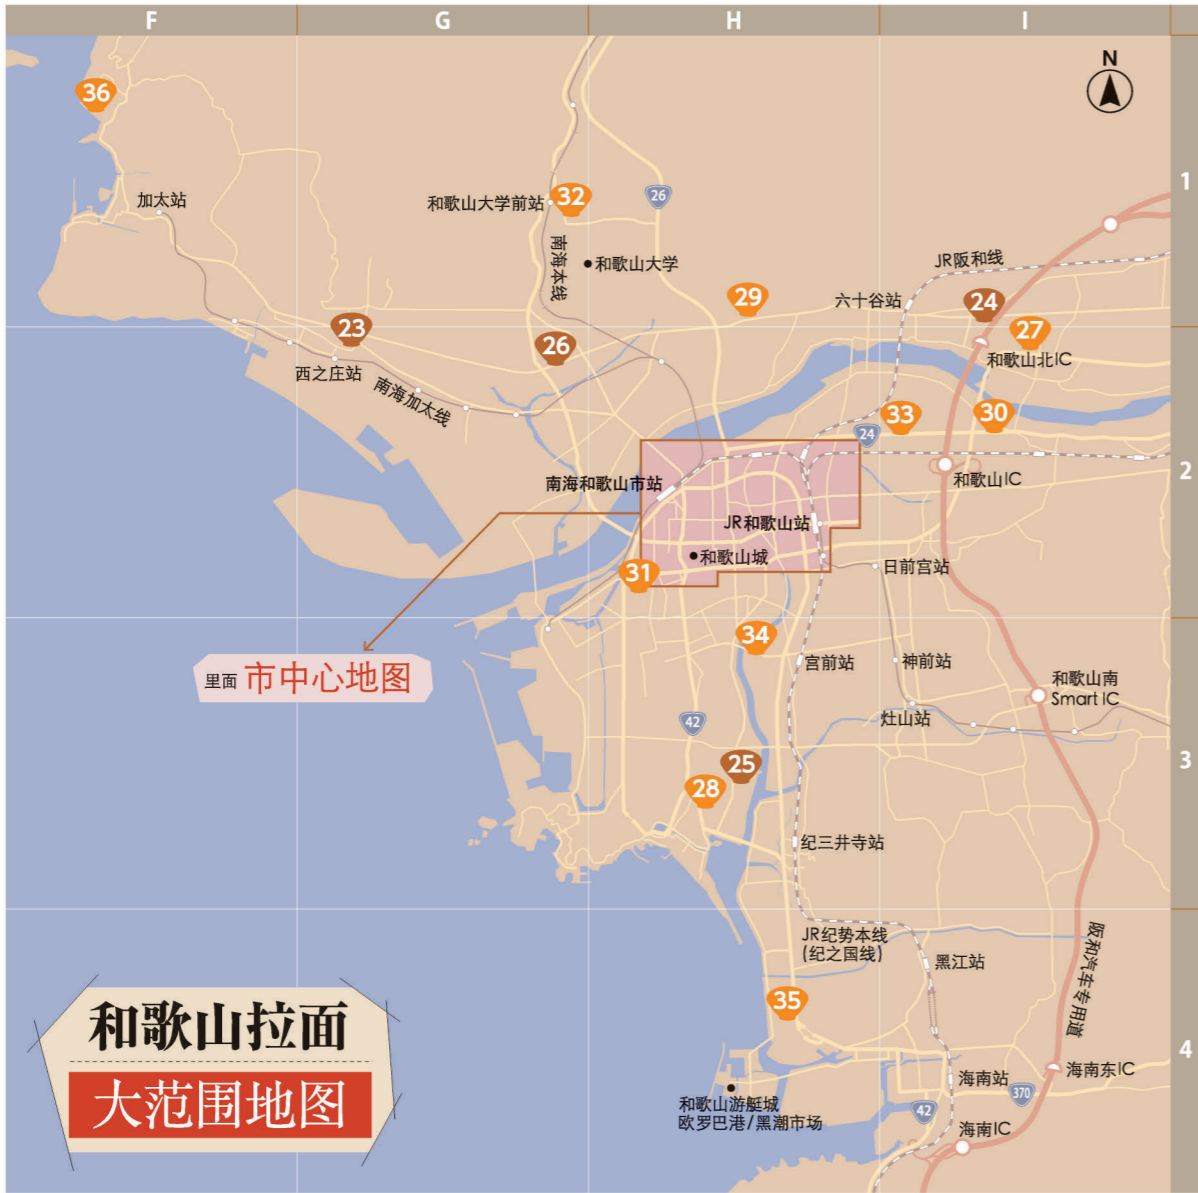 F
G
H
I
N
36
加太站
和歌山大学前站
32
26
1
南海本线
和歌山大学
JR阪和线
29
六十谷站
24
23
26
27
和歌山北IC
西之庄站
南海加太线
33
30
24
2
南海和歌山市站
和歌山IC
JR和歌山站
和歌山城
日前宫站
31
34
宫前站
神前站
里面 市中心地图
和歌山南
Smart IC
42
灶山站
25
3
28
纪三井寺站
JR纪势本线
(纪之国线)
黑江站
阪和汽车专用道
35
4
和歌山拉面
大范围地图
海南站
海南东IC
370
和歌山游艇城
欧罗巴港/黑潮市场
42
海南IC